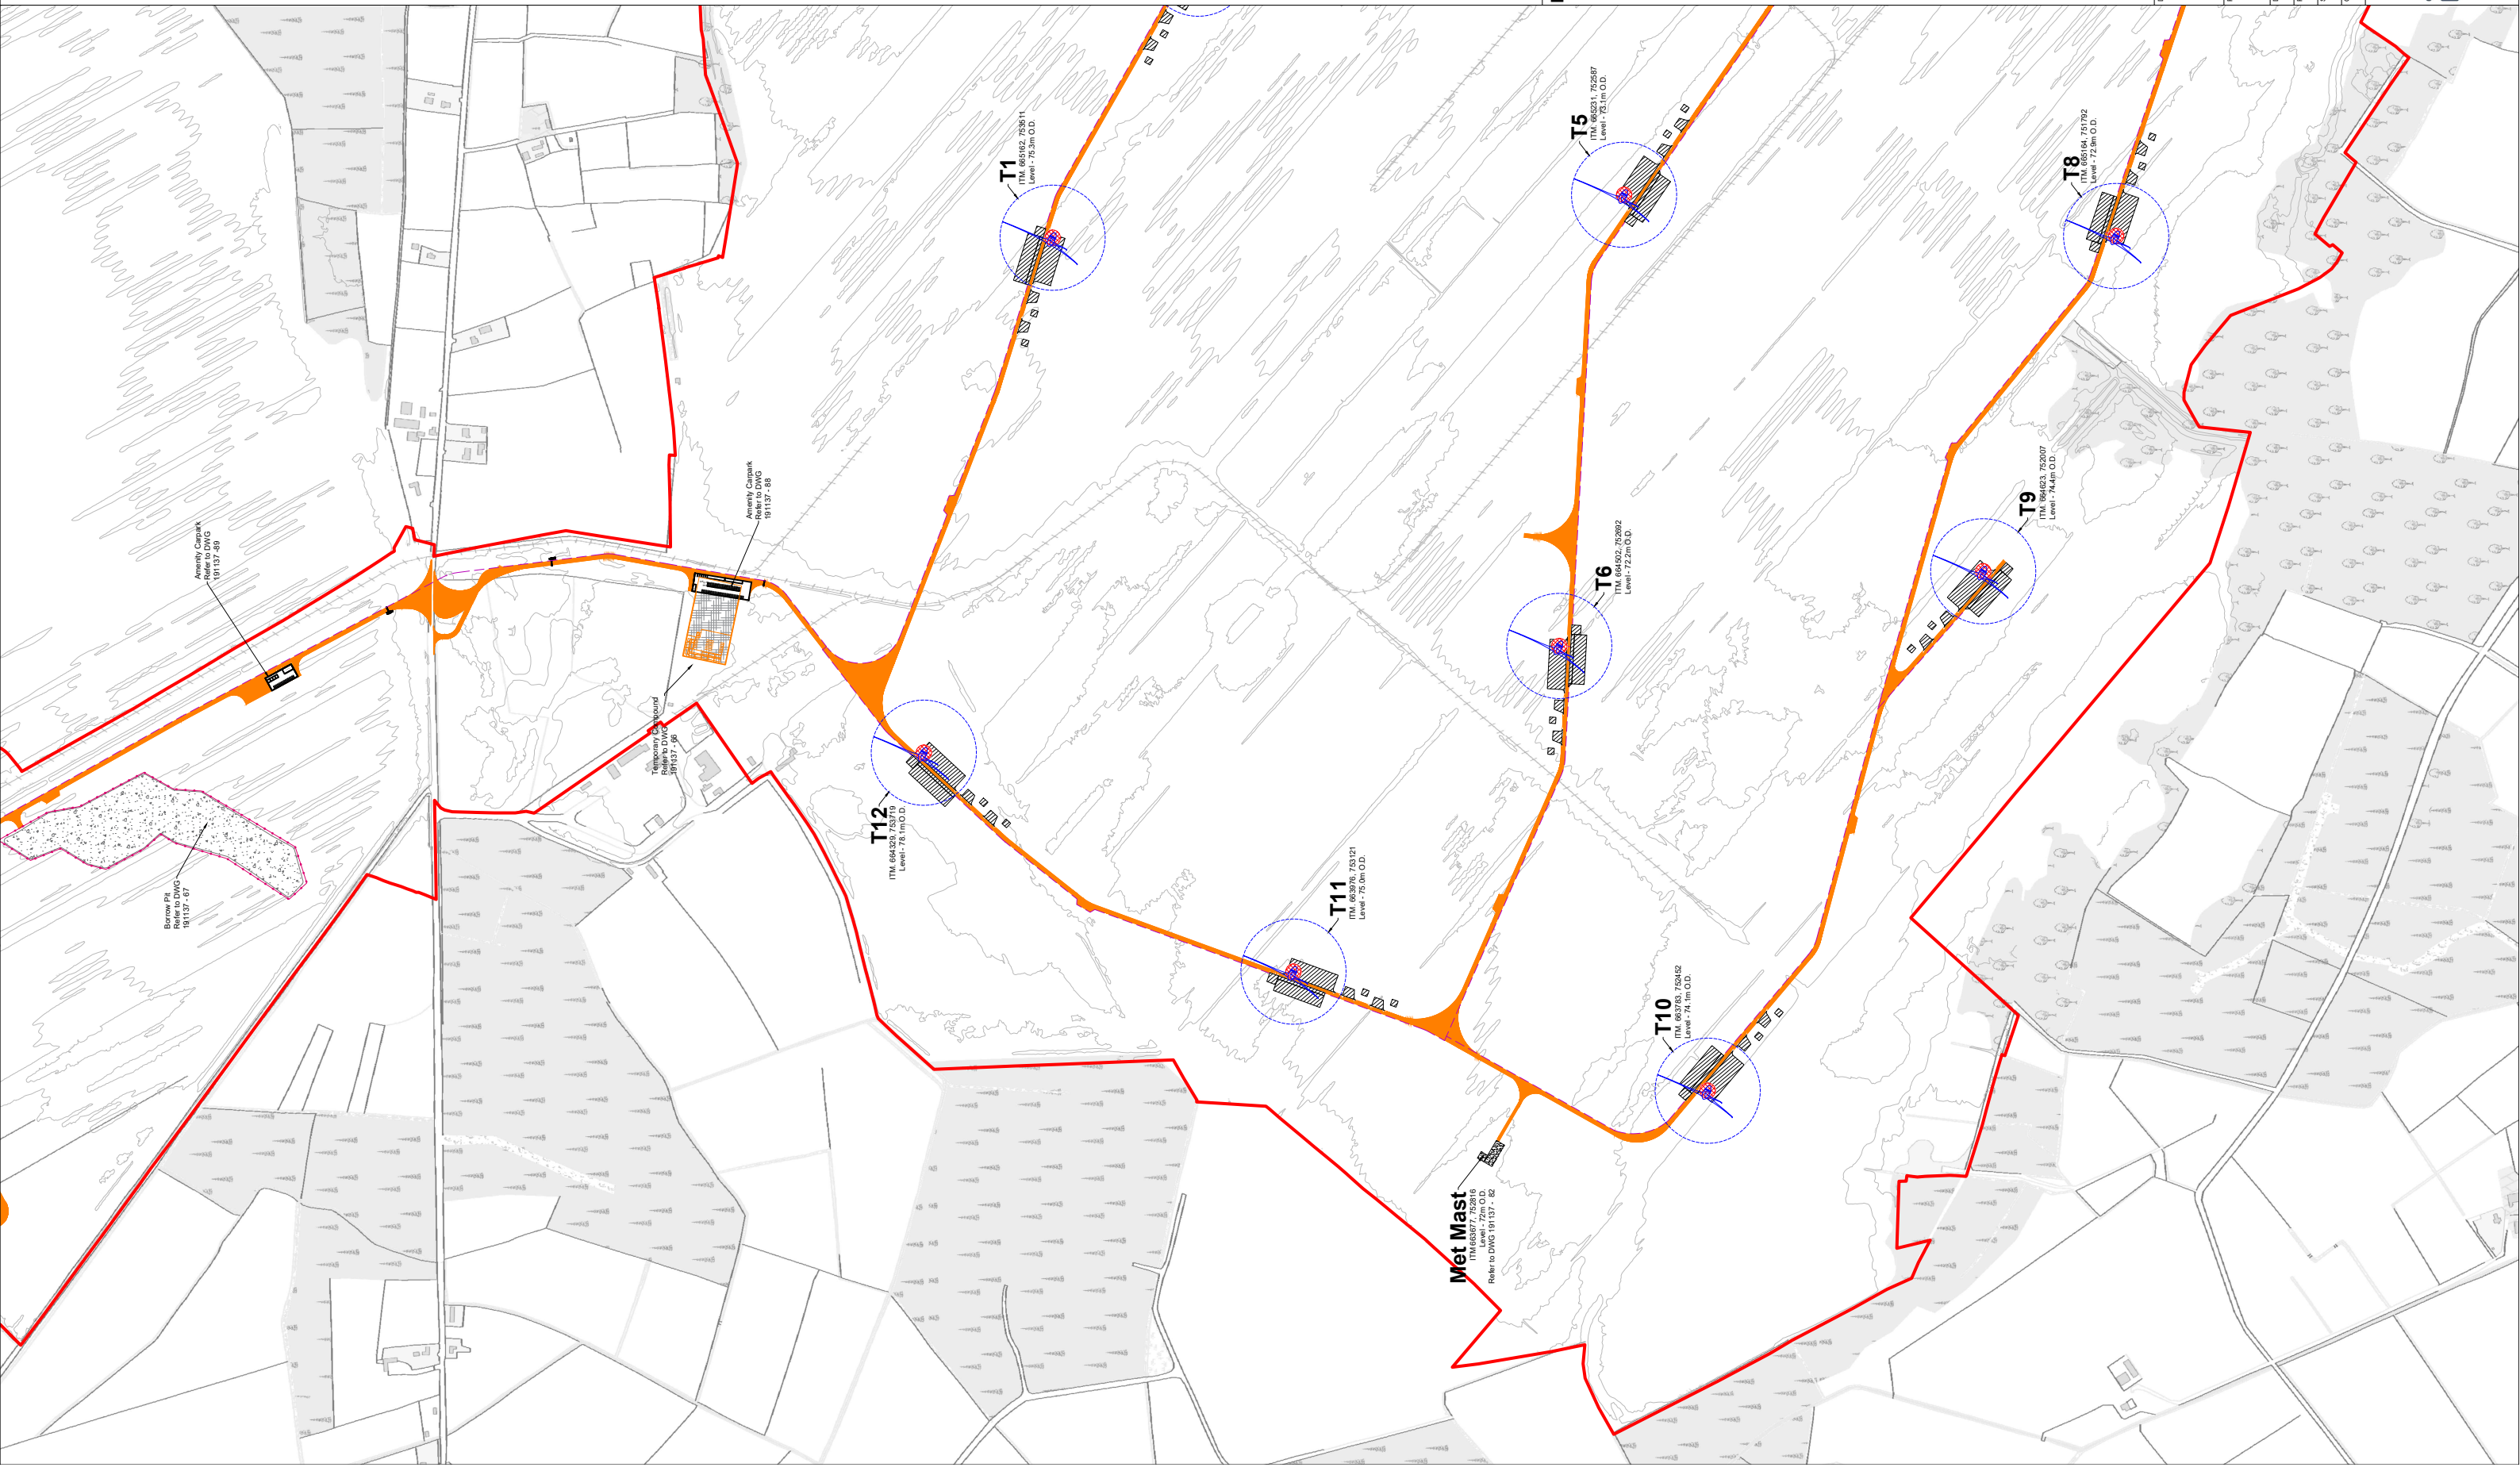 Amenity Carpark
Refer to DWG
191137 -89
Borrow Pit
Refer to DWG
191137 - 67
Amenity Carpark
Refer to DWG
191137 - 88
Temporary Compound
Refer to DWG
191137 - 66
T12
ITM. 664329, 753719
Level - 78.1m O.D.
T1
ITM. 665162, 753511
Level - 75.3m O.D.
T11
ITM. 663976, 753121
Level - 75.0m O.D.
Met Mast
ITM 663677, 752816
Level - 72m O.D.
Refer to DWG 191137 - 82
T5
ITM. 665231, 752587
Level - 73.1m O.D.
T6
ITM. 664502, 752692
Level - 72.2m O.D.
T10
ITM. 663783, 752452
Level - 74.1m O.D.
T9
ITM. 664623, 752007
Level - 74.4m O.D.
T8
ITM. 665164, 751792
Level - 72.9m O.D.